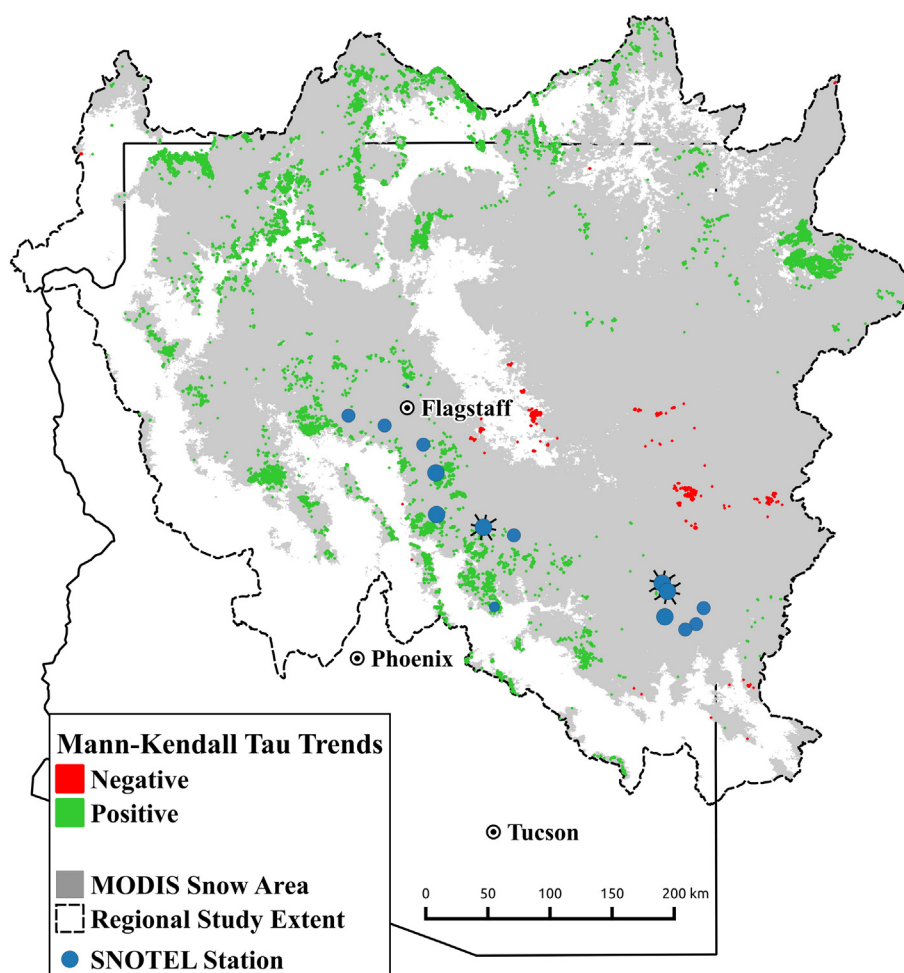 Flagstaff
Phoenix
Mann-Kendall Tau Trends
Negative
Positive
Tucson
MODIS Snow Area
0 50 100 150 200 km
Regional Study Extent
SNOTEL Station